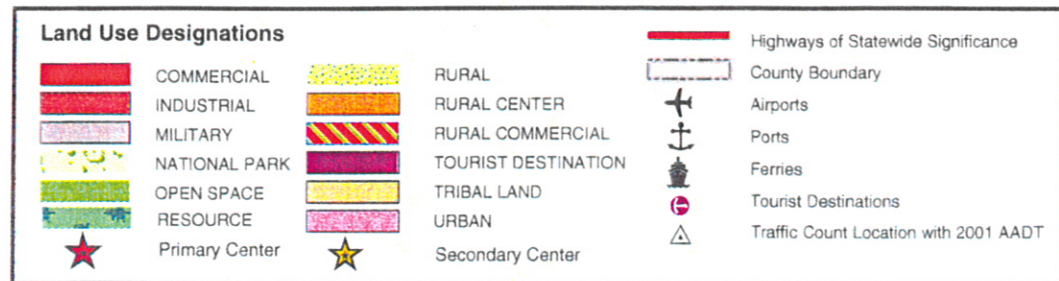 Land Use Designations
COMMERCIAL
INDUSTRIAL
MILITARY
NATIONAL PARK
OPEN SPACE
RESOURCE
Primary Center
RURAL
RURAL CENTER
RURAL COMMERCIAL
TOURIST DESTINATION
TRIBAL LAND
URBAN
Secondary Center
Highways of Statewide Significance
County Boundary
Airports
Ports
Ferries
Tourist Destinations
Traffic Count Location with 2001 AADT